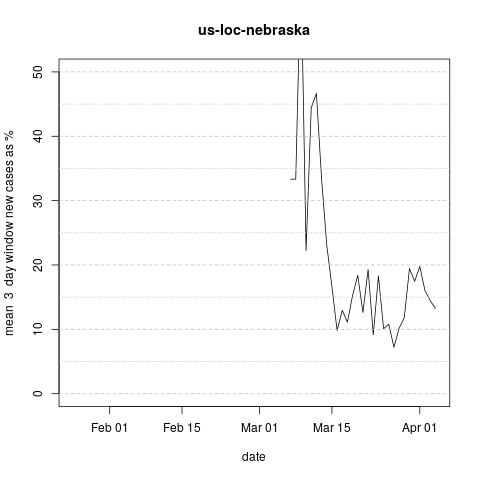 us-loc-nebraska
mean  3  day window new cases as %
50
40
30
20
10
0
Feb 01
Feb 15
Mar 01
Mar 15
Apr 01
date